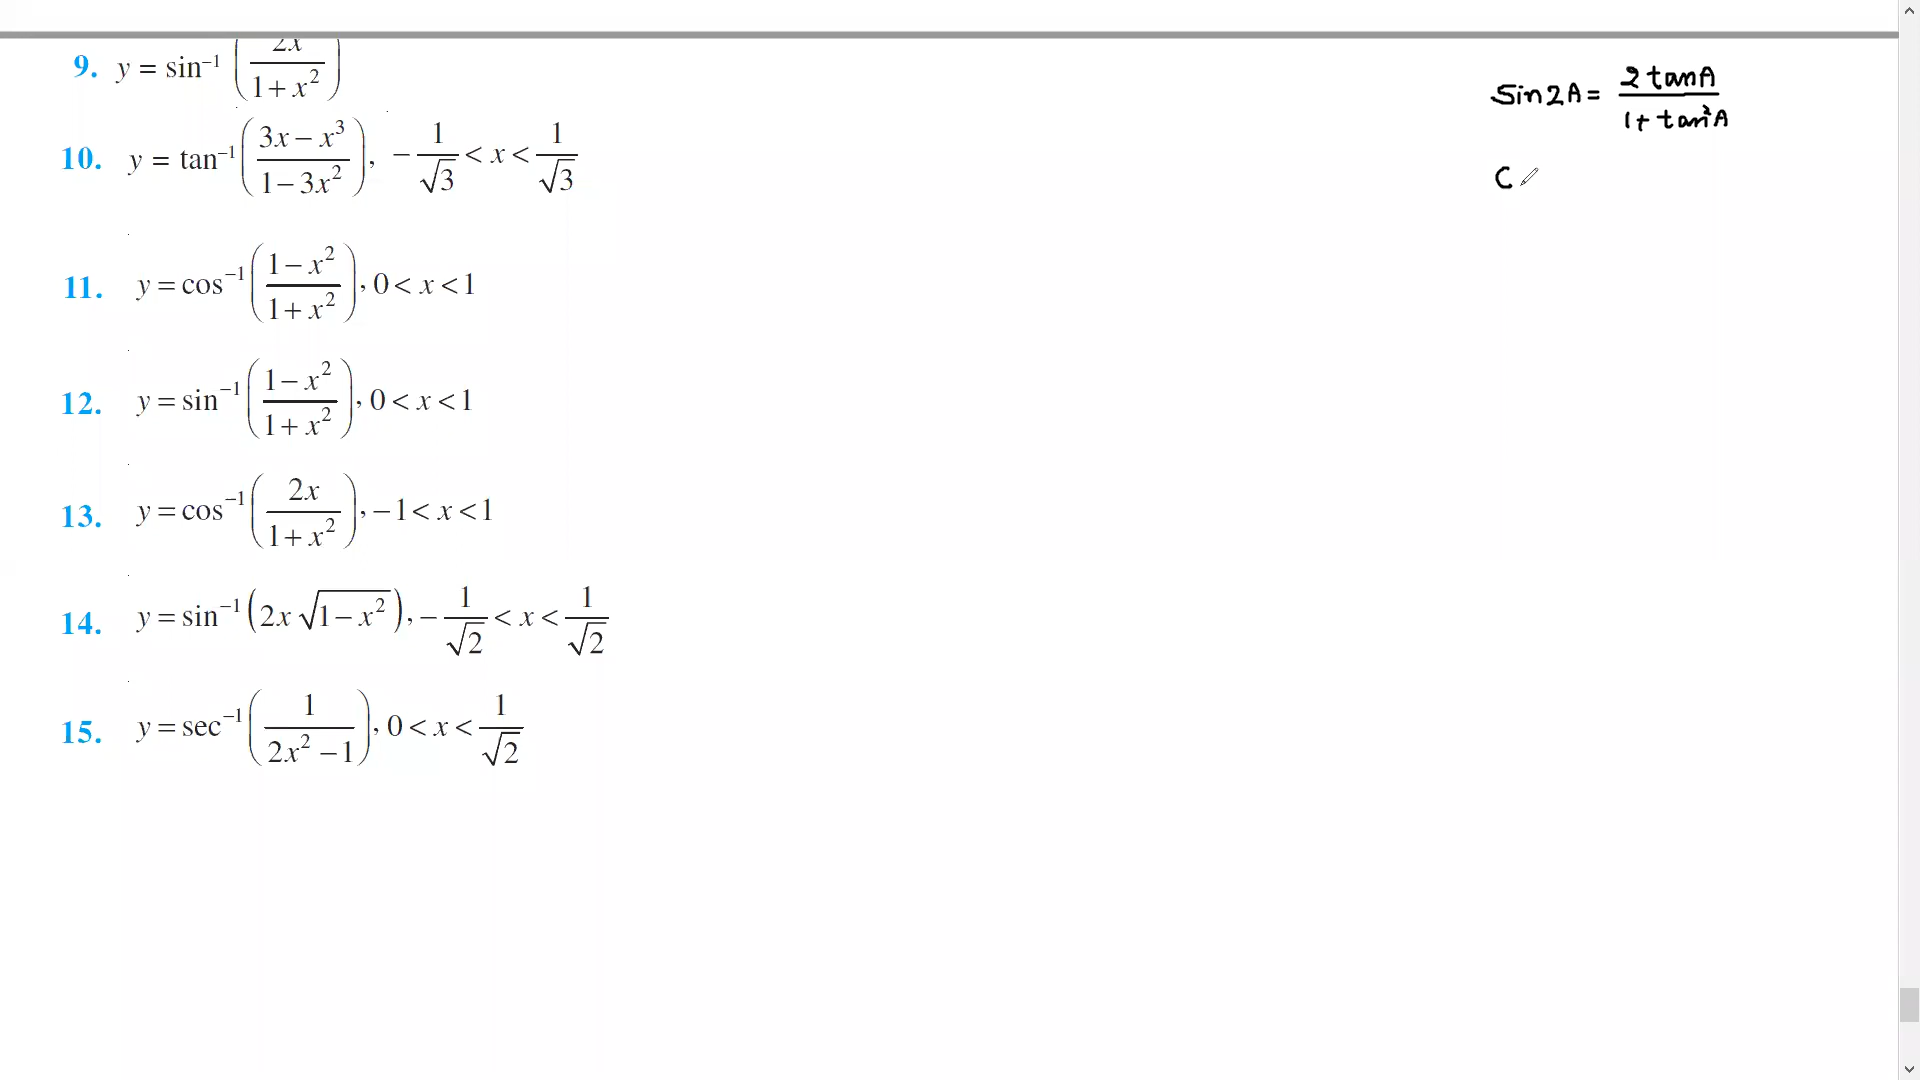 9. y = sin⁻¹ (2x / (1 + x²))
10. y = tan⁻¹ ((3x − x³) / (1 − 3x²)), −1/√3 < x < 1/√3
11. y = cos⁻¹ ((1 − x²) / (1 + x²)), 0 < x < 1
12. y = sin⁻¹ ((1 − x²) / (1 + x²)), 0 < x < 1
13. y = cos⁻¹ (2x / (1 + x²)), −1 < x < 1
14. y = sin⁻¹ (2x √(1 − x²)), −1/√2 < x < 1/√2
15. y = sec⁻¹ (1 / (2x² − 1)), 0 < x < 1/√2
Sin2A = 2tanA / (1 + tan²A)
C